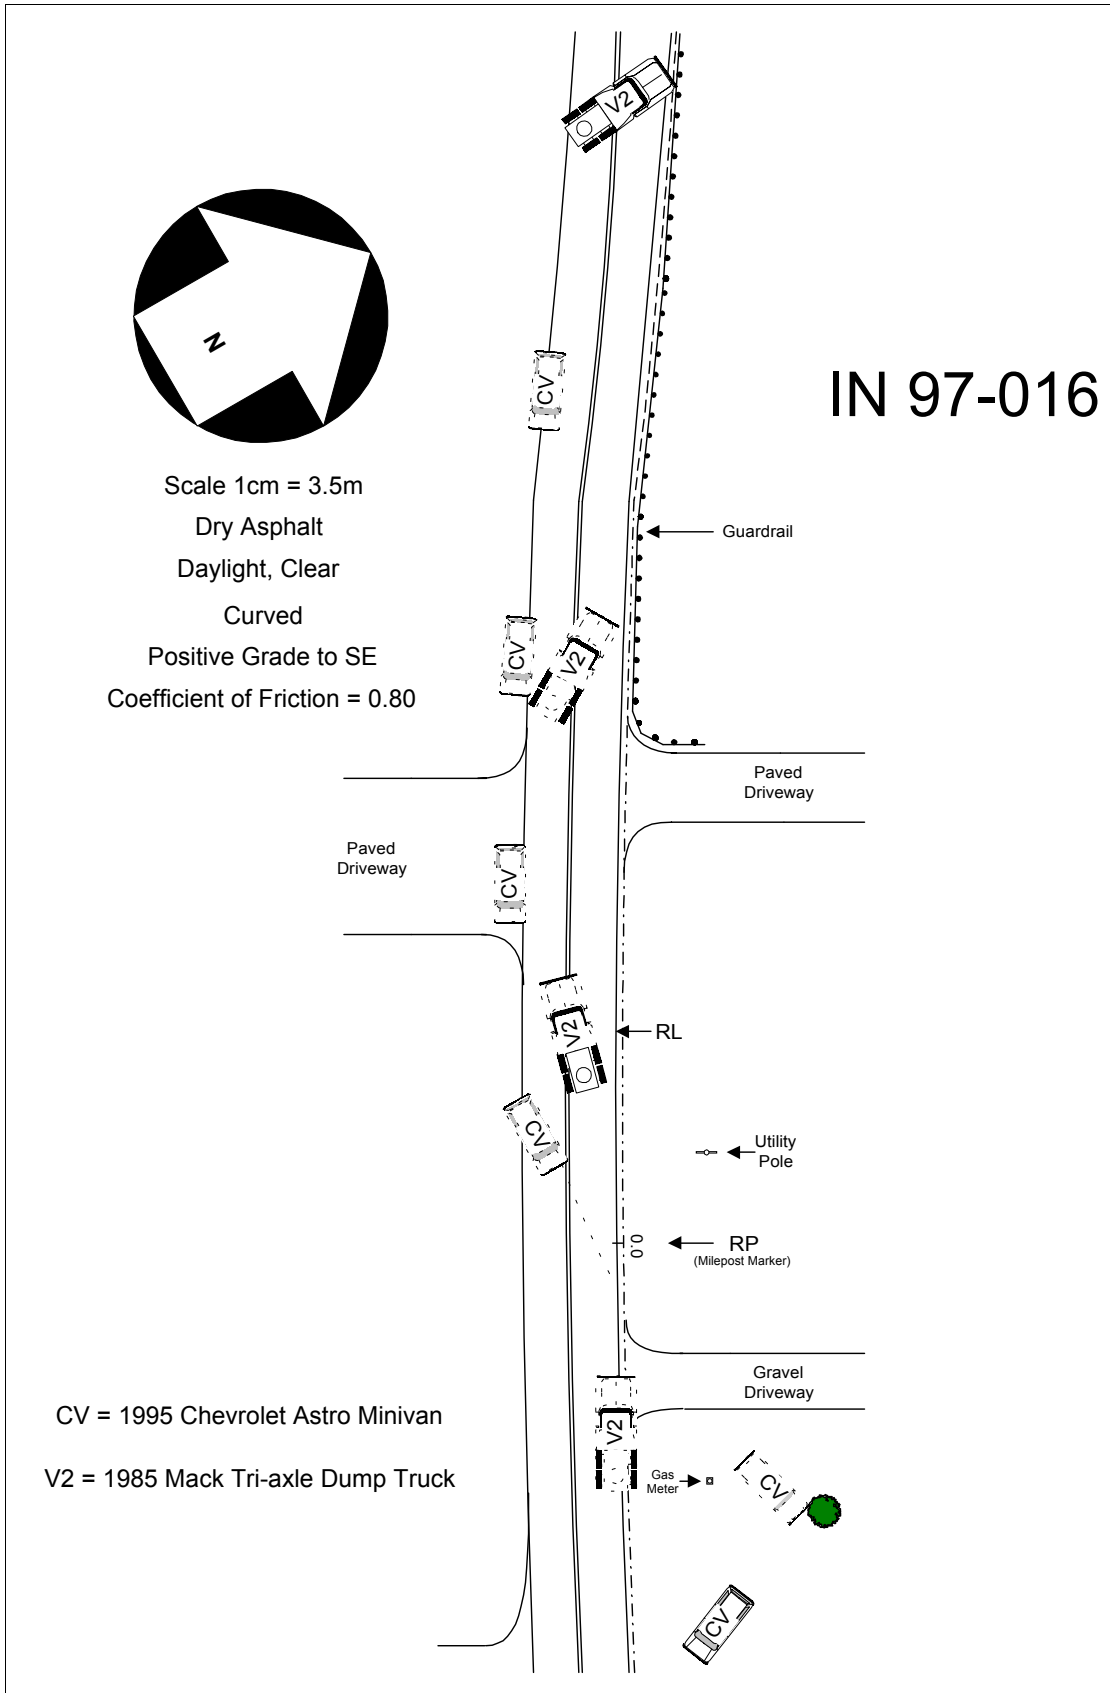 V2
N
CV
IN 97-016
Scale 1cm = 3.5m
Dry Asphalt
Daylight, Clear
Curved
Positive Grade to SE
Coefficient of Friction = 0.80
Guardrail
CV
V2
Paved
Driveway
Paved
Driveway
CV
V2
RL
CV
Utility
Pole
0.0
RP
(Milepost Marker)
Gravel
Driveway
CV = 1995 Chevrolet Astro Minivan
V2
V2 = 1985 Mack Tri-axle Dump Truck
Gas
Meter
CV
CV